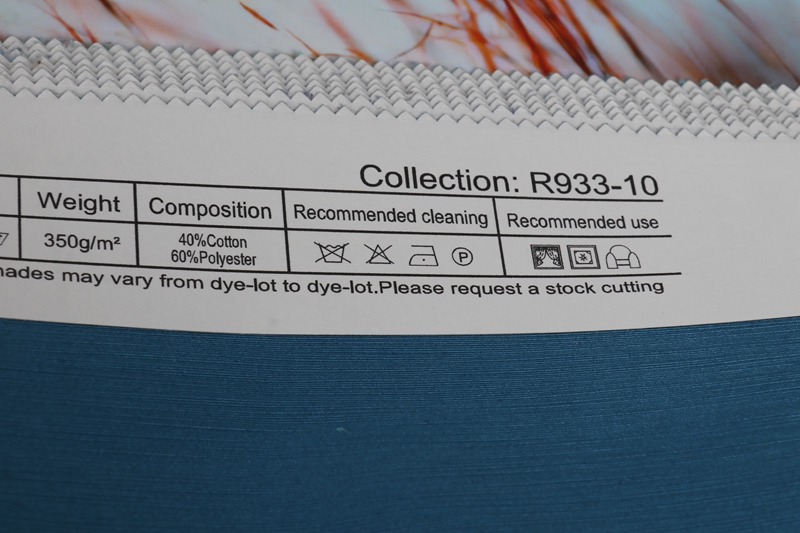 Collection: R933-10
Weight Composition Recommended cleaning Recommended use
350g/m² 40%Cotton P
60%Polyester
may vary from dye-lot to dye-lot.Please request a stock cutting